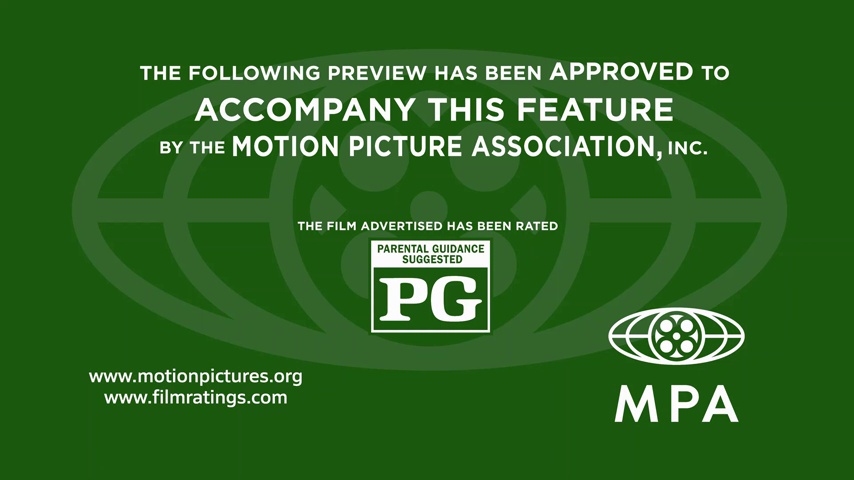 THE FOLLOWING PREVIEW HAS BEEN APPROVED TO
ACCOMPANY THIS FEATURE
BY THE MOTION PICTURE ASSOCIATION, INC.
THE FILM ADVERTISED HAS BEEN RATED
PARENTAL GUIDANCE
SUGGESTED
PG
www.motionpictures.org
www.filmratings.com
MPA